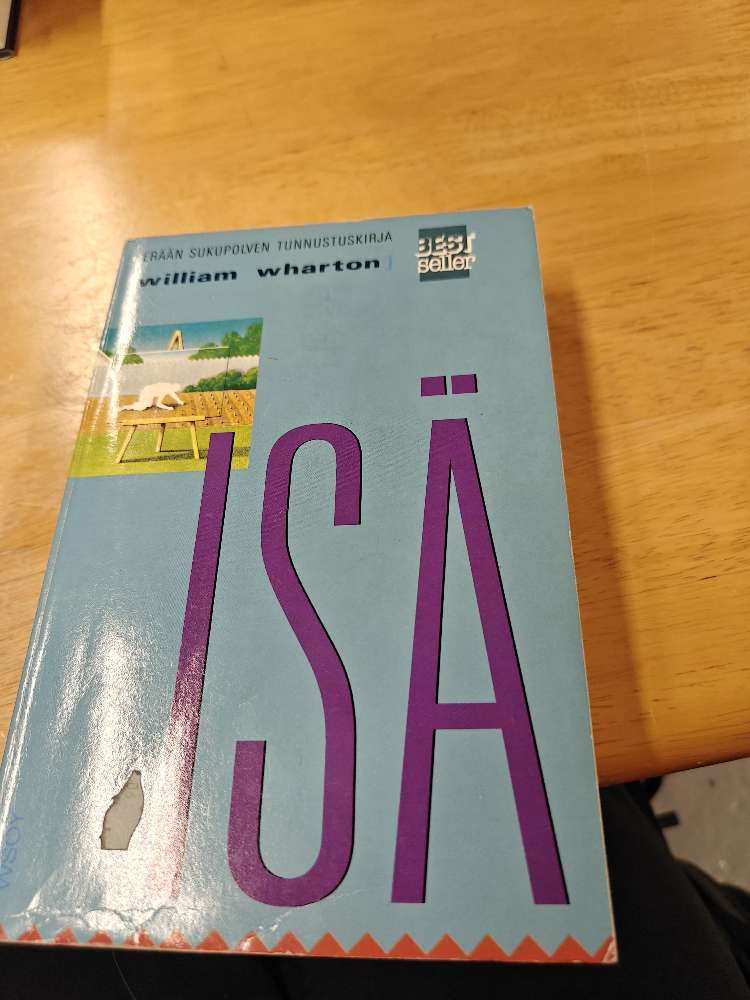 ERÄÄN SUKUPOLVEN TUNNUSTUSKIRJA
william wharton
BEST
seller
ISÄ
WSOY